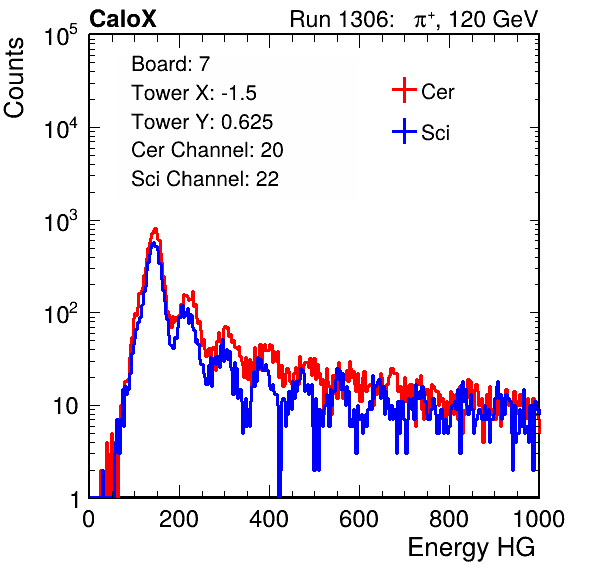 CaloX Run 1306: π⁺, 120 GeV
Board: 7
Tower X: -1.5
Tower Y: 0.625
Cer Channel: 20
Sci Channel: 22
Cer
Sci
Counts
10⁵
10⁴
10³
10²
10
1
0 200 400 600 800 1000
Energy HG